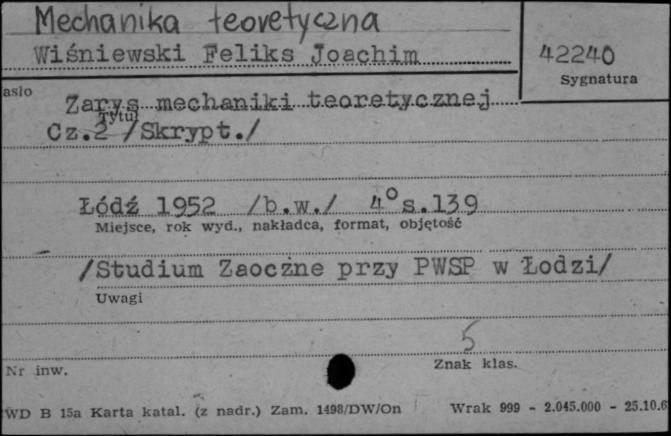 Mechanika teoretyczna
Wiśniewski Feliks Joachim
42240
Sygnatura
asło
Zarys mechaniki teoretycznej
Tytuł
Cz.2 /Skrypt./
Łódź 1952 /b.w./ 4° s.139
Miejsce, rok wyd., nakładca, format, objętość
/Studium Zaoczne przy PWSP w Łodzi/
Uwagi
5
Nr inw.
Znak klas.
WD B 15a Karta katal. (z nadr.) Zam. 1498/DW/On Wrak 999 - 2.045.000 - 25.10.6